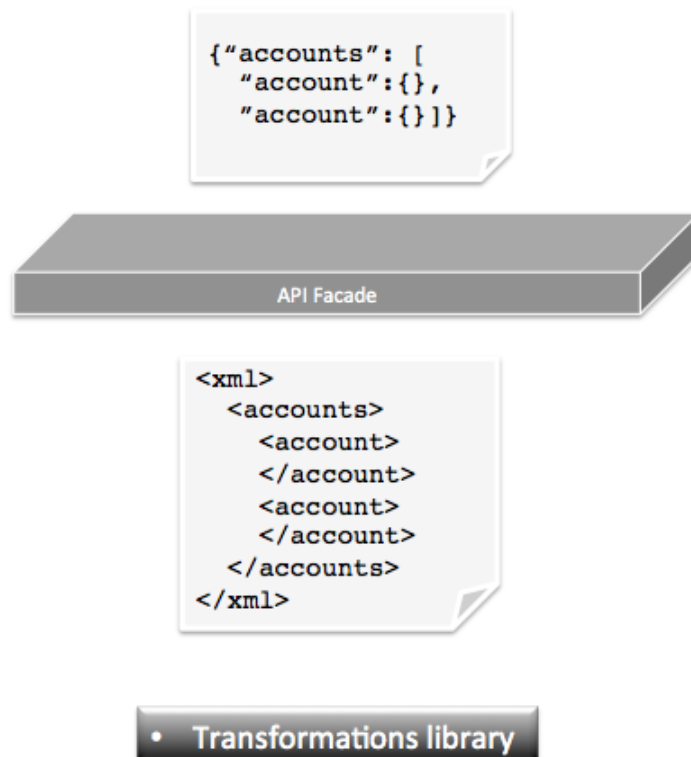 {“accounts”: [
“account”:{},
”account”:{}]}
API Facade
<xml>
<accounts>
<account>
</account>
<account>
</account>
</accounts>
</xml>
• Transformations library